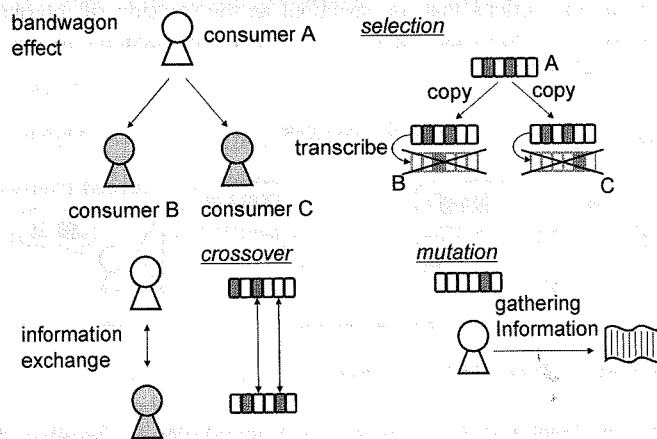 bandwagon
effect
consumer A
consumer B
consumer C
selection
A
copy
copy
transcribe
B
C
information
exchange
crossover
mutation
gathering
Information